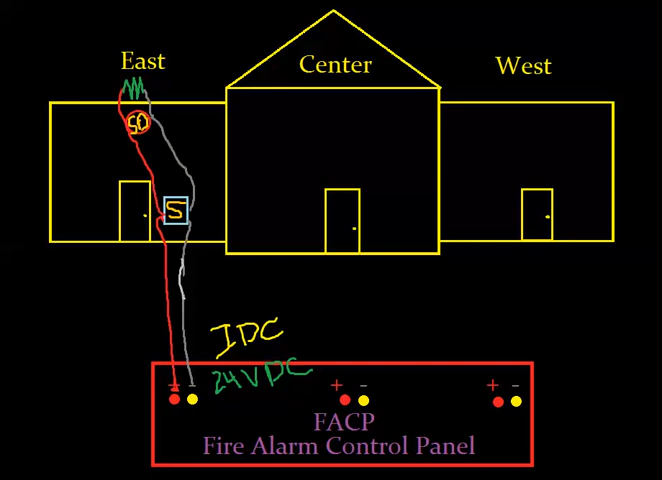 East
Center
West
SD
S
IDC
24VDC
+ -
+ -
+ -
FACP
Fire Alarm Control Panel